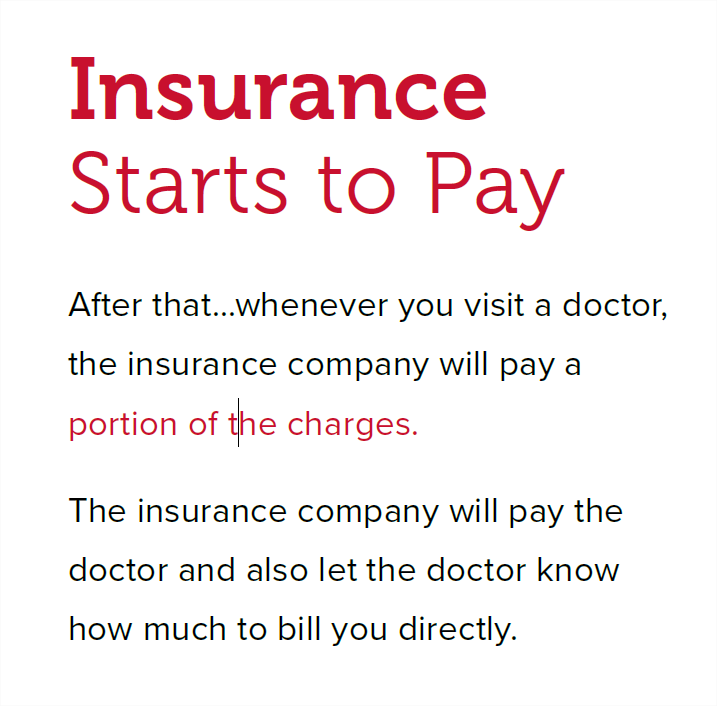 Insurance
Starts to Pay
After that...whenever you visit a doctor,
the insurance company will pay a
portion of the charges.
The insurance company will pay the
doctor and also let the doctor know
how much to bill you directly.